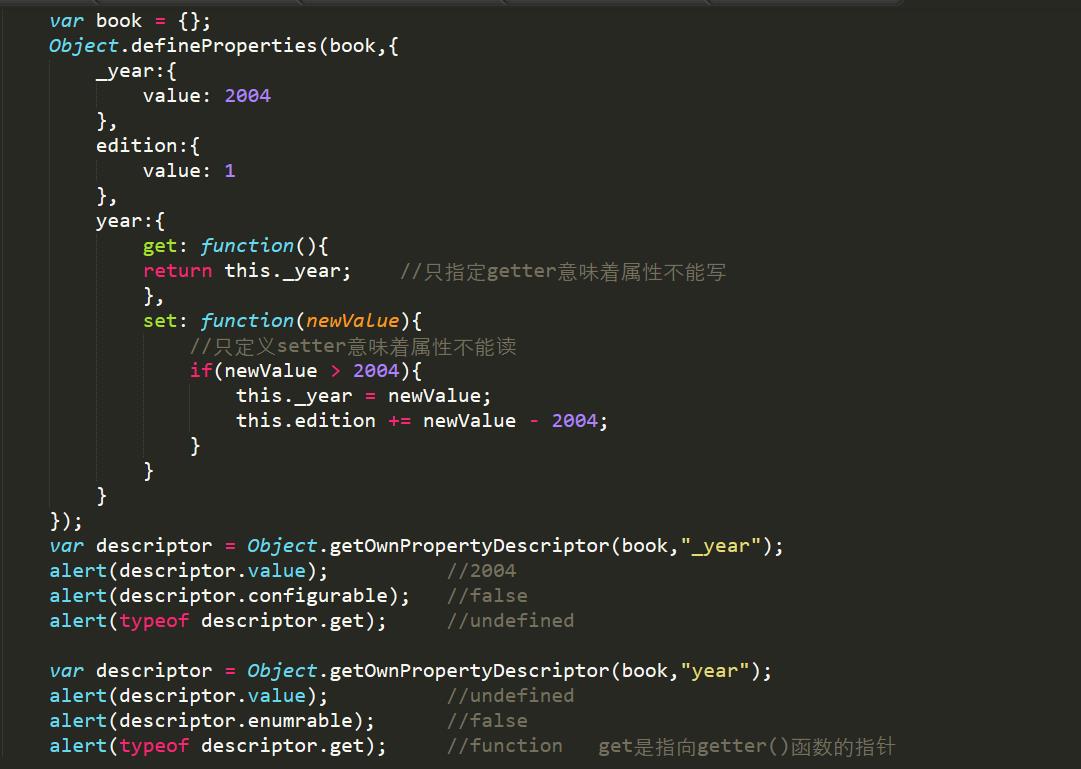 var book = {};
Object.defineProperties(book,{
    _year:{
        value: 2004
    },
    edition:{
        value: 1
    },
    year:{
        get: function(){
        return this._year;    //只指定getter意味着属性不能写
        },
        set: function(newValue){
            //只定义setter意味着属性不能读
            if(newValue > 2004){
                this._year = newValue;
                this.edition += newValue - 2004;
            }
        }
    }
});
var descriptor = Object.getOwnPropertyDescriptor(book,"_year");
alert(descriptor.value);          //2004
alert(descriptor.configurable);   //false
alert(typeof descriptor.get);     //undefined

var descriptor = Object.getOwnPropertyDescriptor(book,"year");
alert(descriptor.value);          //undefined
alert(descriptor.enumrable);      //false
alert(typeof descriptor.get);     //function   get是指向getter()函数的指针